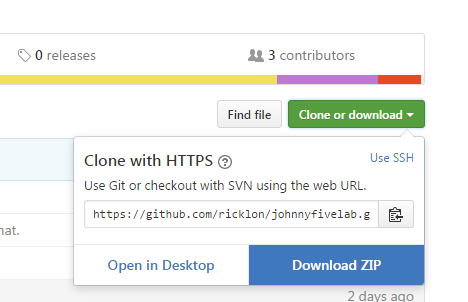 0 releases
3 contributors
Find file
Clone or download
Clone with HTTPS ?
Use SSH
Use Git or checkout with SVN using the web URL.
https://github.com/ricklon/johnnyfivelab.g
nat.
Open in Desktop
Download ZIP
2 days ago